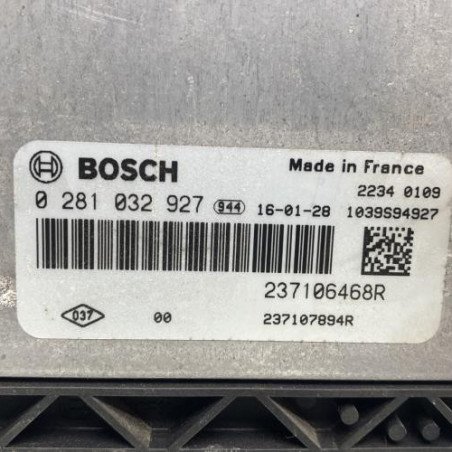 BOSCH Made in France
2234 0109
0 281 032 927 944 16-01-28 1039S94927
237106468R
037 00 237107894R